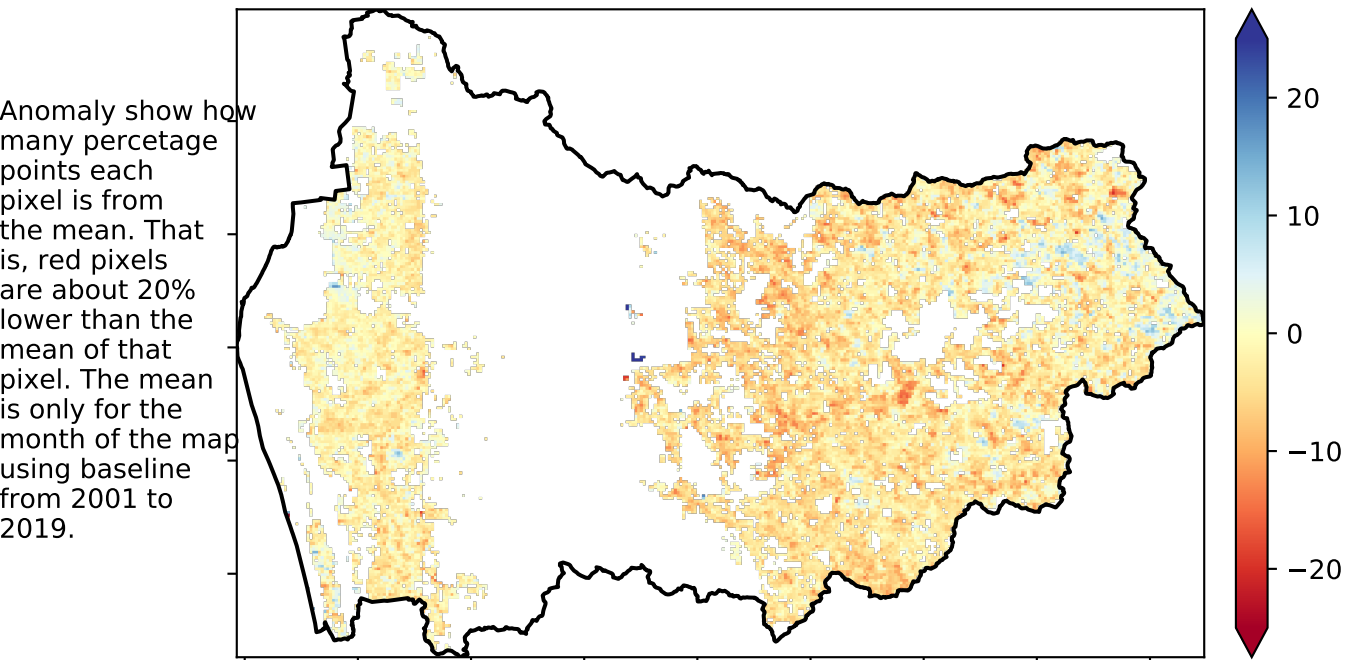 Anomaly show how
many percetage
points each
pixel is from
the mean. That
is, red pixels
are about 20%
lower than the
mean of that
pixel. The mean
is only for the
month of the map
using baseline
from 2001 to
2019.
20
10
0
−10
−20